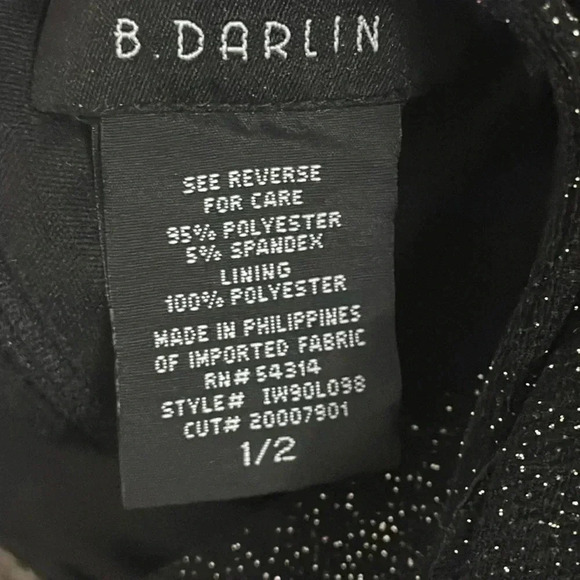 B. DARLIN
SEE REVERSE
FOR CARE
95% POLYESTER
5% SPANDEX
LINING
100% POLYESTER
MADE IN PHILIPPINES
OF IMPORTED FABRIC
RN# 54314
STYLE# IW90L098
CUT# 20007901
1/2